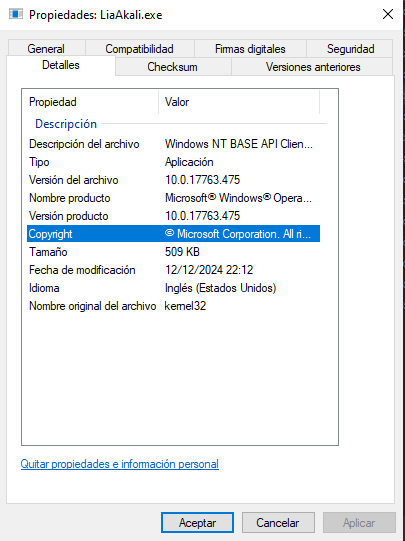 Propiedades: LiaAkali.exe
General Compatibilidad Firmas digitales Seguridad
Detalles Checksum Versiones anteriores
Propiedad Valor
Descripción
Descripción del archivo Windows NT BASE API Clien...
Tipo Aplicación
Versión del archivo 10.0.17763.475
Nombre producto Microsoft® Windows® Opera...
Versión producto 10.0.17763.475
Copyright © Microsoft Corporation. All ri...
Tamaño 509 KB
Fecha de modificación 12/12/2024 22:12
Idioma Inglés (Estados Unidos)
Nombre original del archivo kernel32
Quitar propiedades e información personal
Aceptar Cancelar Aplicar